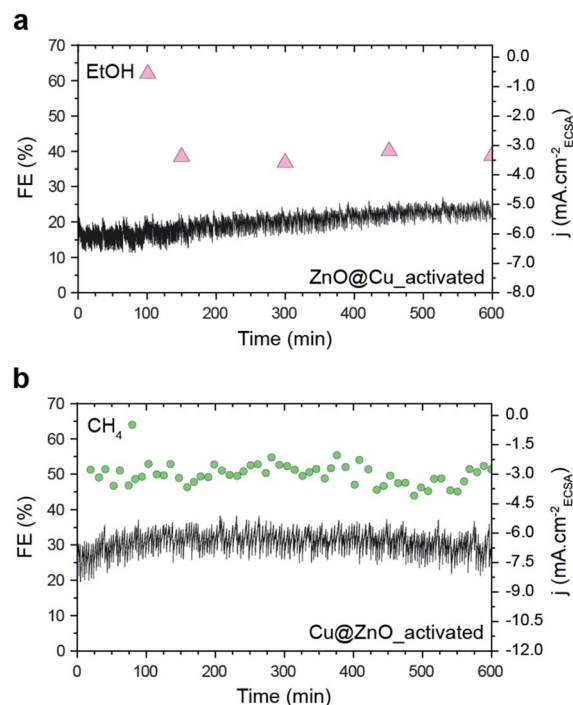 a
70
60
50
40
30
20
10
0
FE (%)
EtOH
ZnO@Cu_activated
0.0
-1.0
-2.0
-3.0
-4.0
-5.0
-6.0
-7.0
-8.0
j (mA.cm-2ECSA)
0 100 200 300 400 500 600
Time (min)
b
70
60
50
40
30
20
10
0
FE (%)
CH4
Cu@ZnO_activated
0.0
-1.5
-3.0
-4.5
-6.0
-7.5
-9.0
-10.5
-12.0
j (mA.cm-2ECSA)
0 100 200 300 400 500 600
Time (min)